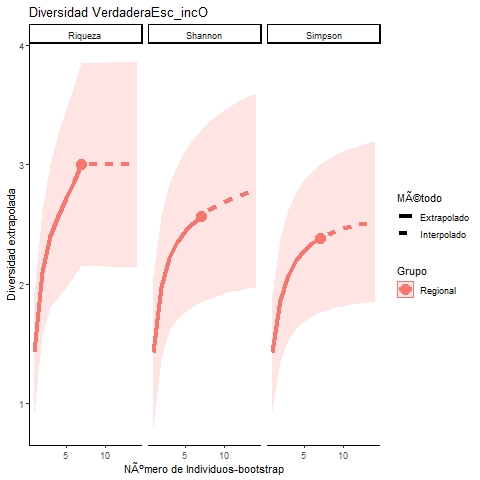 Diversidad VerdaderaEsc_incO
Riqueza
Shannon
Simpson
4
3
2
1
Diversidad extrapolada
5
10
5
10
5
10
NÃºmero de Individuos-bootstrap
MÃ©todo
Extrapolado
Interpolado
Grupo
Regional